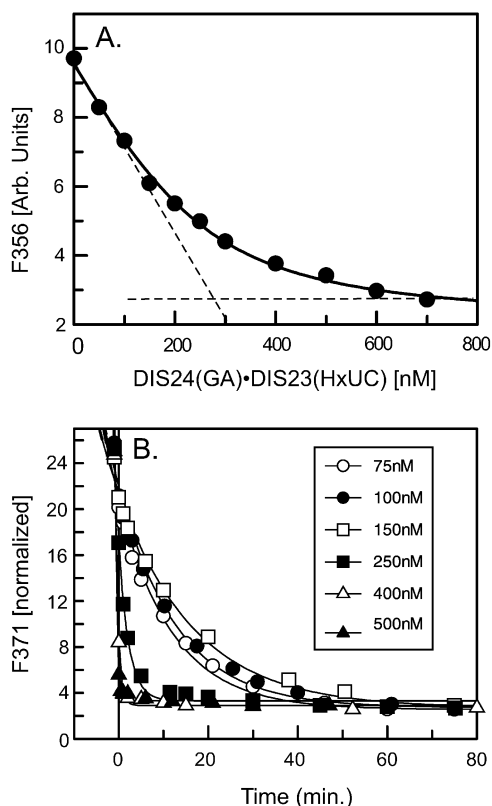 A.
10
8
6
4
2
F356 [Arb. Units]
0 200 400 600 800
DIS24(GA)•DIS23(HxUC) [nM]
B.
24
20
16
12
8
4
0
F371 [normalized]
75nM
100nM
150nM
250nM
400nM
500nM
0 20 40 60 80
Time (min.)